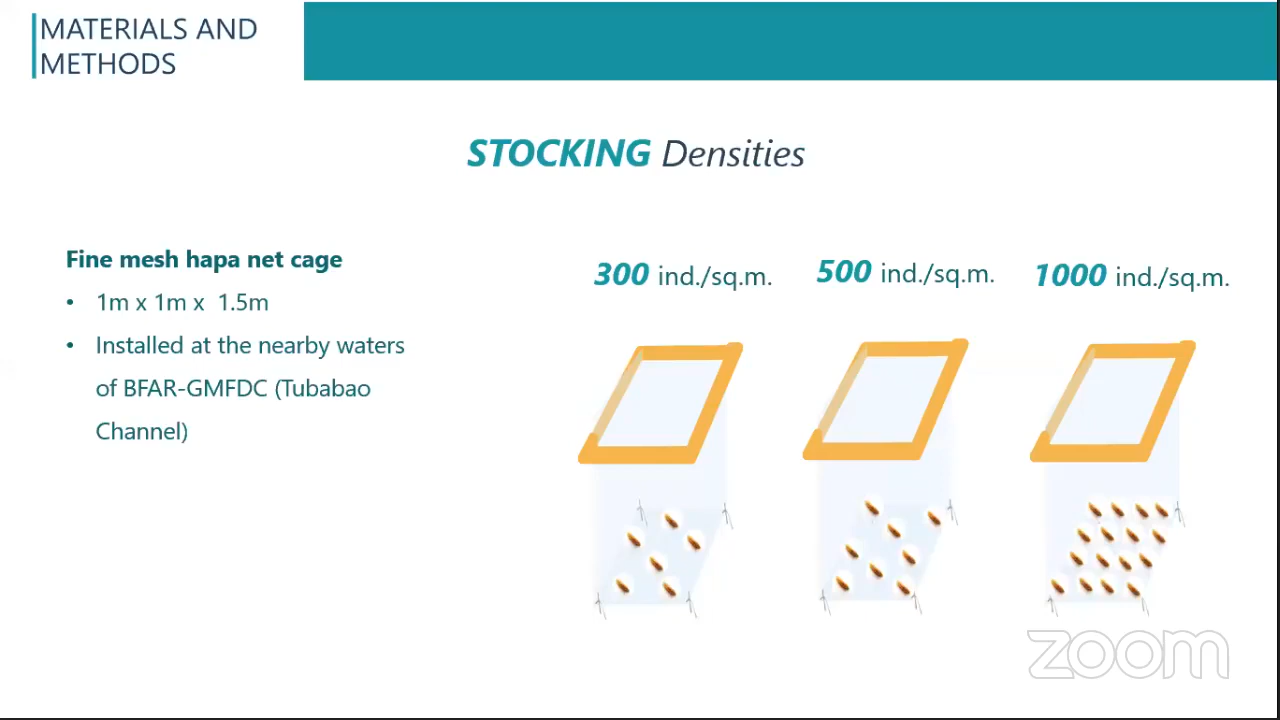 MATERIALS AND
METHODS
STOCKING Densities
Fine mesh hapa net cage
• 1m x 1m x 1.5m
• Installed at the nearby waters
of BFAR-GMFDC (Tubabao
Channel)
300 ind./sq.m.
500 ind./sq.m.
1000 ind./sq.m.
zoom